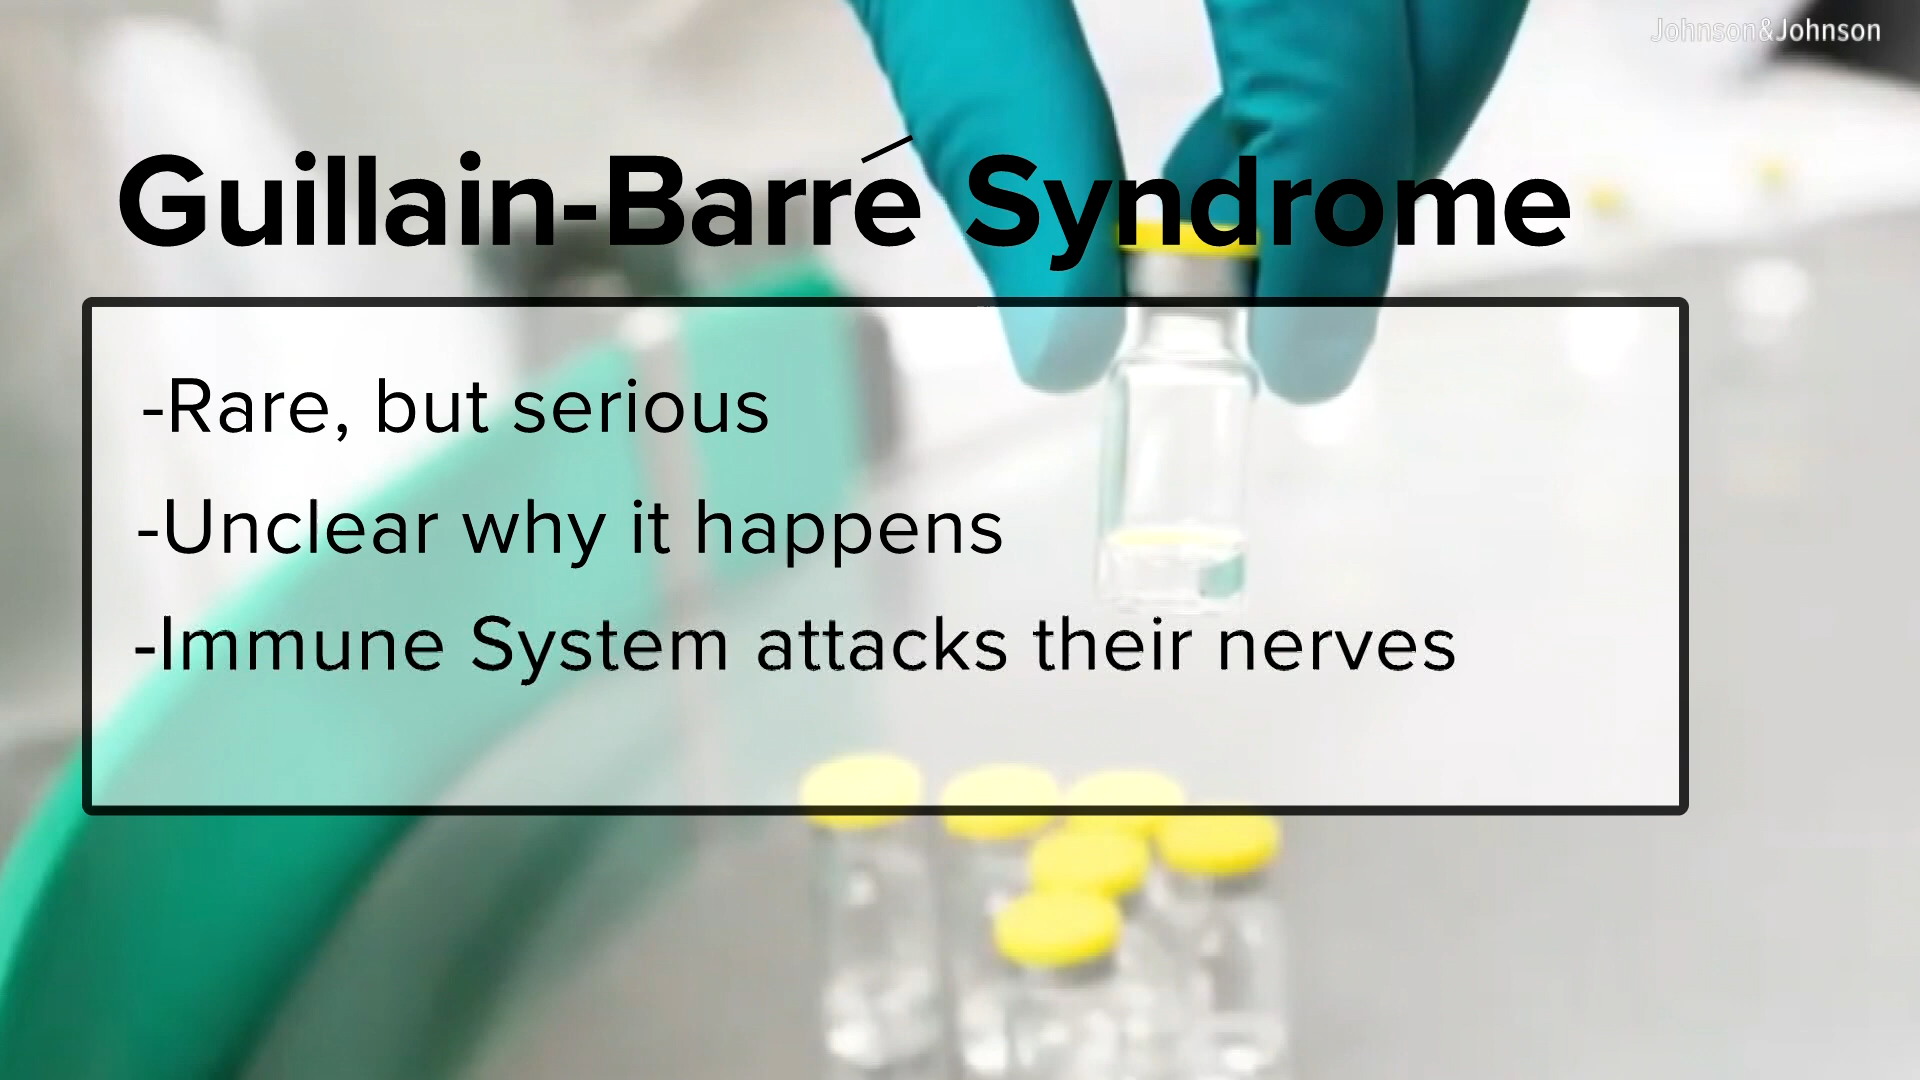 Johnson&Johnson
Guillain-Barré Syndrome
-Rare, but serious
-Unclear why it happens
-Immune System attacks their nerves